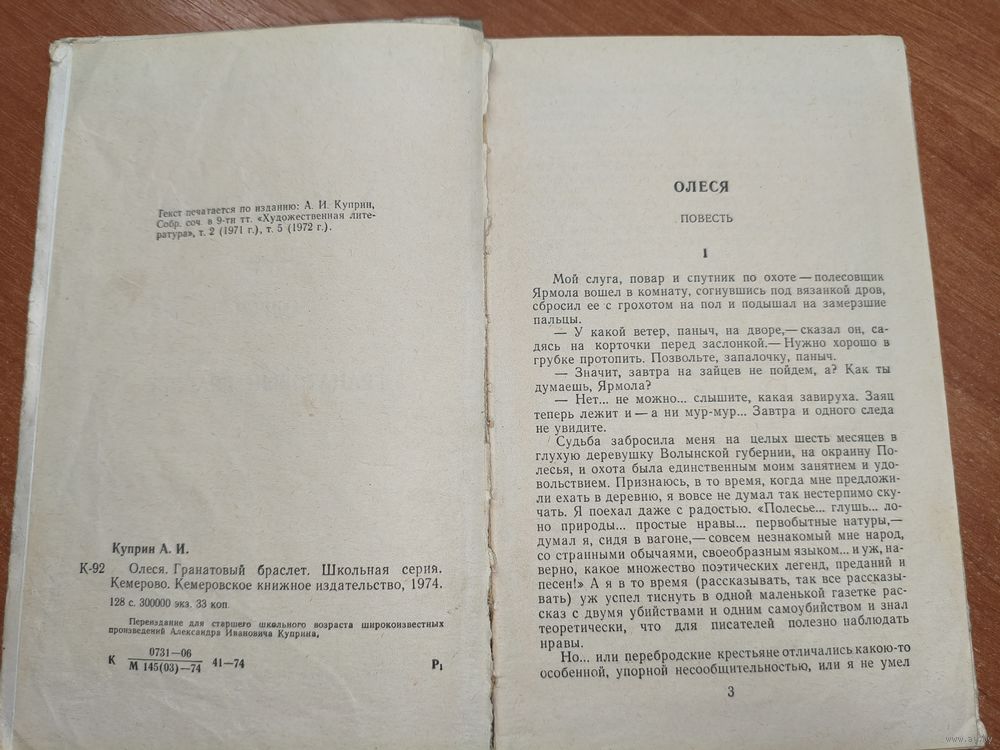 Текст печатается по изданию: А. И. Куприн,
Собр. соч. в 9-ти тт. «Художественная лите-
ратура», т. 2 (1971 г.), т. 5 (1972 г.).
Куприн А. И.
К-92 Олеся. Гранатовый браслет. Школьная серия.
Кемерово. Кемеровское книжное издательство, 1974.
128 с. 300000 экз. 33 коп.
Переиздание для старшего школьного возраста широкоизвестных
произведений Александра Ивановича Куприна.
К 0731—06
М 145(03)—74 41—74 Р1
ОЛЕСЯ
ПОВЕСТЬ
I
Мой слуга, повар и спутник по охоте — полесовщик
Ярмола вошел в комнату, согнувшись под вязанкой дров,
сбросил ее с грохотом на пол и подышал на замерзшие
пальцы.
— У какой ветер, паныч, на дворе,— сказал он, са-
дясь на корточки перед заслонкой.— Нужно хорошо в
грубке протопить. Позвольте, запалочку, паныч.
— Значит, завтра на зайцев не пойдем, а? Как ты
думаешь, Ярмола?
— Нет... не можно... слышите, какая завируха. Заяц
теперь лежит и — а ни мур-мур... Завтра и одного следа
не увидите.
Судьба забросила меня на целых шесть месяцев в
глухую деревушку Волынской губернии, на окраину По-
лесья, и охота была единственным моим занятием и удо-
вольствием. Признаюсь, в то время, когда мне предложи-
ли ехать в деревню, я вовсе не думал так нестерпимо ску-
чать. Я поехал даже с радостью. «Полесье... глушь... ло-
но природы... простые нравы... первобытные натуры,—
думал я, сидя в вагоне,— совсем незнакомый мне народ,
со странными обычаями, своеобразным языком... и уж, на-
верно, какое множество поэтических легенд, преданий и
песен!» А я в то время (рассказывать, так все рассказы-
вать) уж успел тиснуть в одной маленькой газетке рас-
сказ с двумя убийствами и одним самоубийством и знал
теоретически, что для писателей полезно наблюдать
нравы.
Но... или перебродские крестьяне отличались какою-то
особенной, упорной несообщительностью, или я не умел
3
www.ay.by